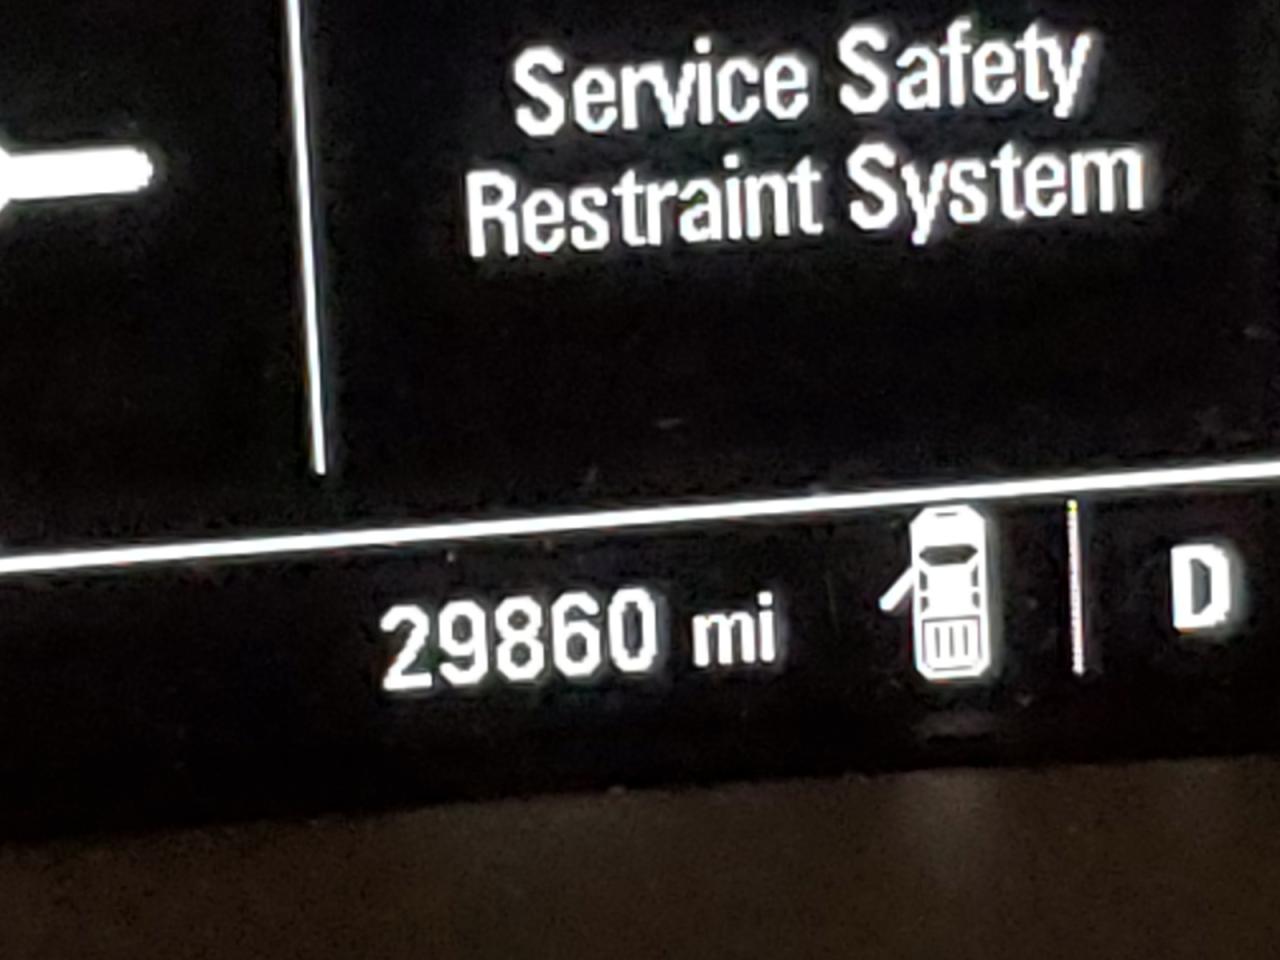 Service Safety
Restraint System
29860 mi
D